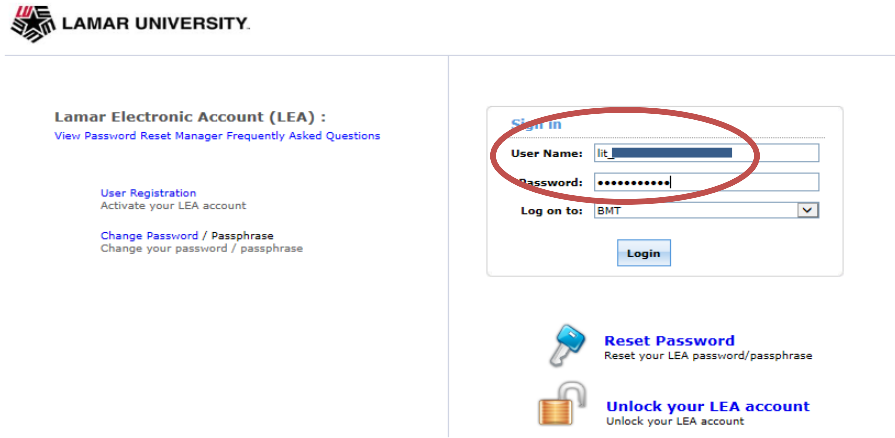 LAMAR UNIVERSITY.
Lamar Electronic Account (LEA) :
View Password Reset Manager Frequently Asked Questions
User Registration
Activate your LEA account
Change Password / Passphrase
Change your password / passphrase
Sign in
User Name: lit_
Password: •••••••••••
Log on to: BMT
Login
Reset Password
Reset your LEA password/passphrase
Unlock your LEA account
Unlock your LEA account